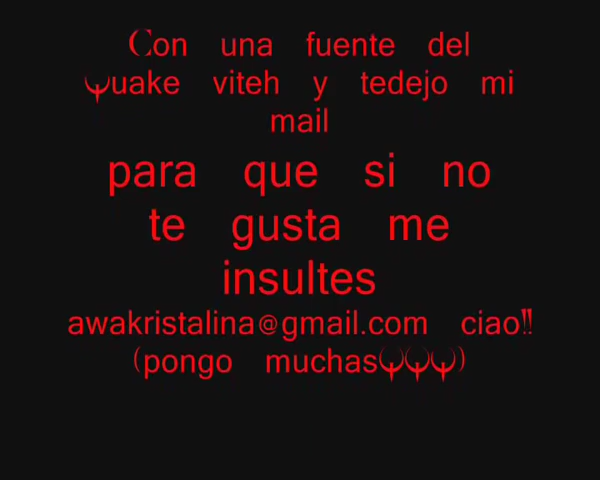 Con una fuente del
Quake viteh y tedejo mi
mail
para que si no
te gusta me
insultes
awakristalina@gmail.com ciao!!
(pongo muchasQQQ)